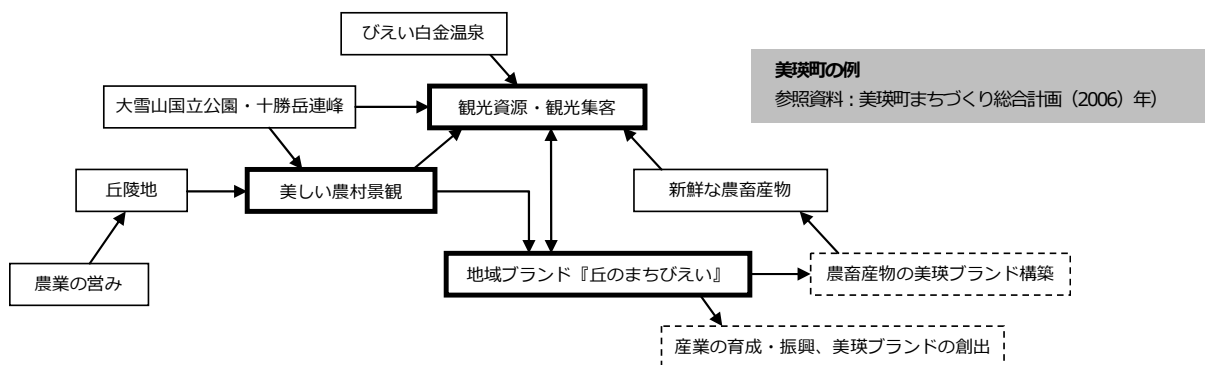 びえい白金温泉
美瑛町の例
参照資料：美瑛町まちづくり総合計画（2006）年）
大雪山国立公園・十勝岳連峰
観光資源・観光集客
丘陵地
美しい農村景観
新鮮な農畜産物
農業の営み
地域ブランド『丘のまちびえい』
農畜産物の美瑛ブランド構築
産業の育成・振興、美瑛ブランドの創出